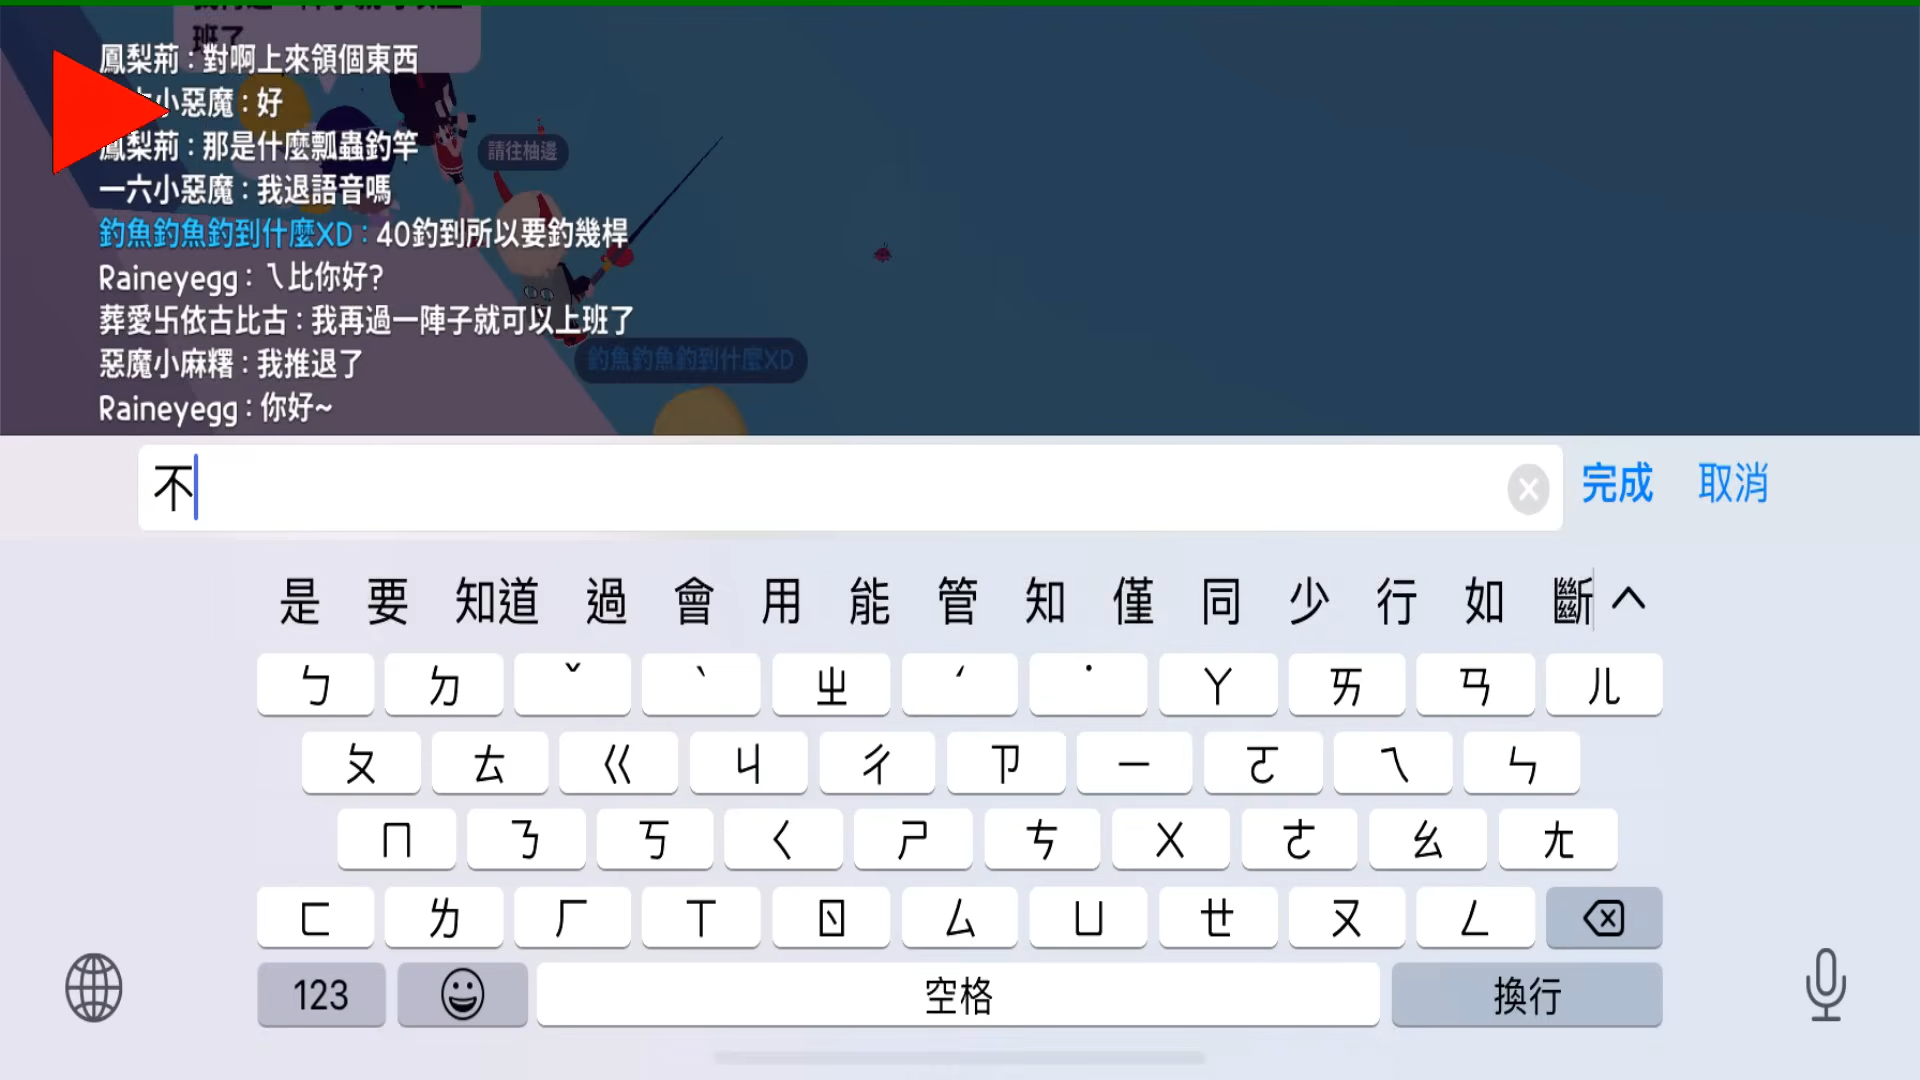 班了
鳳梨莉 : 對啊上來領個東西
小惡魔 : 好
鳳梨莉 : 那是什麼瓢蟲釣竿
請往柚邊
一六小惡魔 : 我退語音嗎
釣魚釣魚釣到什麼XD : 40釣到所以要釣幾桿
Raineyegg : ㄟ比你好?
葬愛卐依古比古 : 我再過一陣子就可以上班了
惡魔小麻糬 : 我推退了
釣魚釣魚釣到什麼XD
Raineyegg : 你好~
不 完成 取消
是 要 知道 過 會 用 能 管 知 僅 同 少 行 如 斷
ㄅ ㄉ ˇ ˋ ㄓ ˊ ˙ ㄚ ㄞ ㄢ ㄦ
ㄆ ㄊ ㄍ ㄐ ㄔ ㄗ ㄧ ㄛ ㄟ ㄣ
ㄇ ㄋ ㄎ ㄑ ㄕ ㄘ ㄨ ㄜ ㄠ ㄤ
ㄈ ㄌ ㄏ ㄒ ㄖ ㄙ ㄩ ㄝ ㄡ ㄥ
123 空格 換行